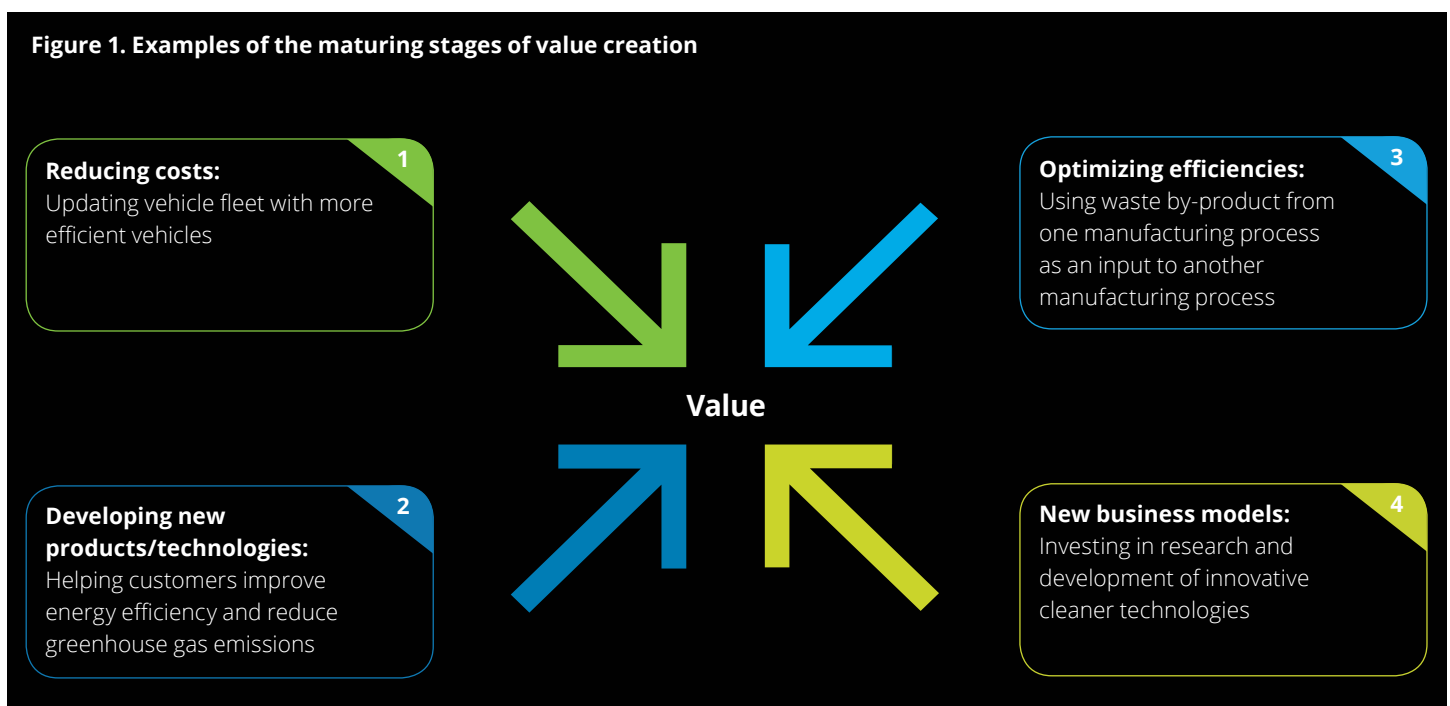 Figure 1. Examples of the maturing stages of value creation
1
Reducing costs:
Updating vehicle fleet with more
efficient vehicles
2
Developing new
products/technologies:
Helping customers improve
energy efficiency and reduce
greenhouse gas emissions
Value
3
Optimizing efficiencies:
Using waste by-product from
one manufacturing process
as an input to another
manufacturing process
4
New business models:
Investing in research and
development of innovative
cleaner technologies